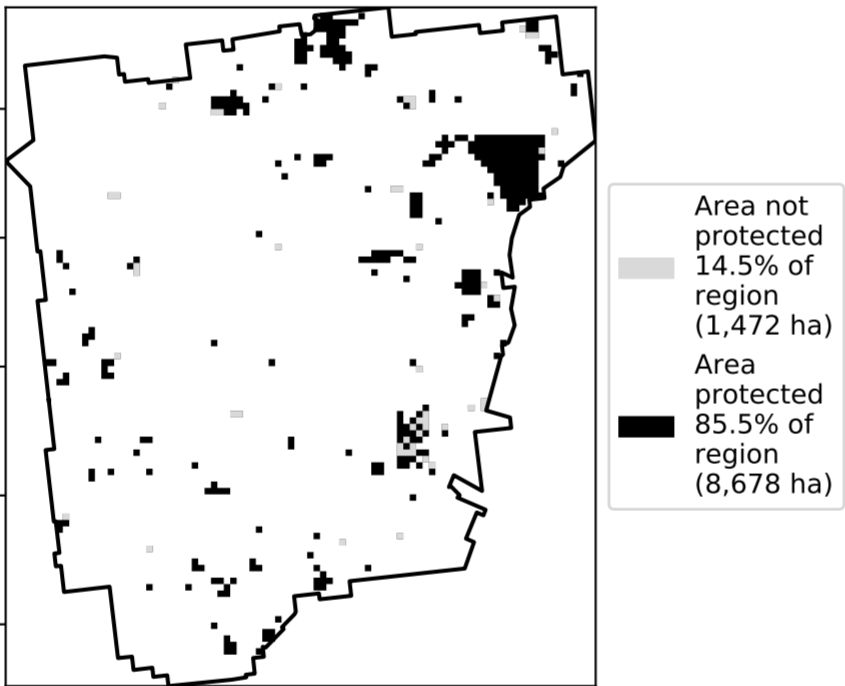 Area not
protected
14.5% of
region
(1,472 ha)
Area
protected
85.5% of
region
(8,678 ha)